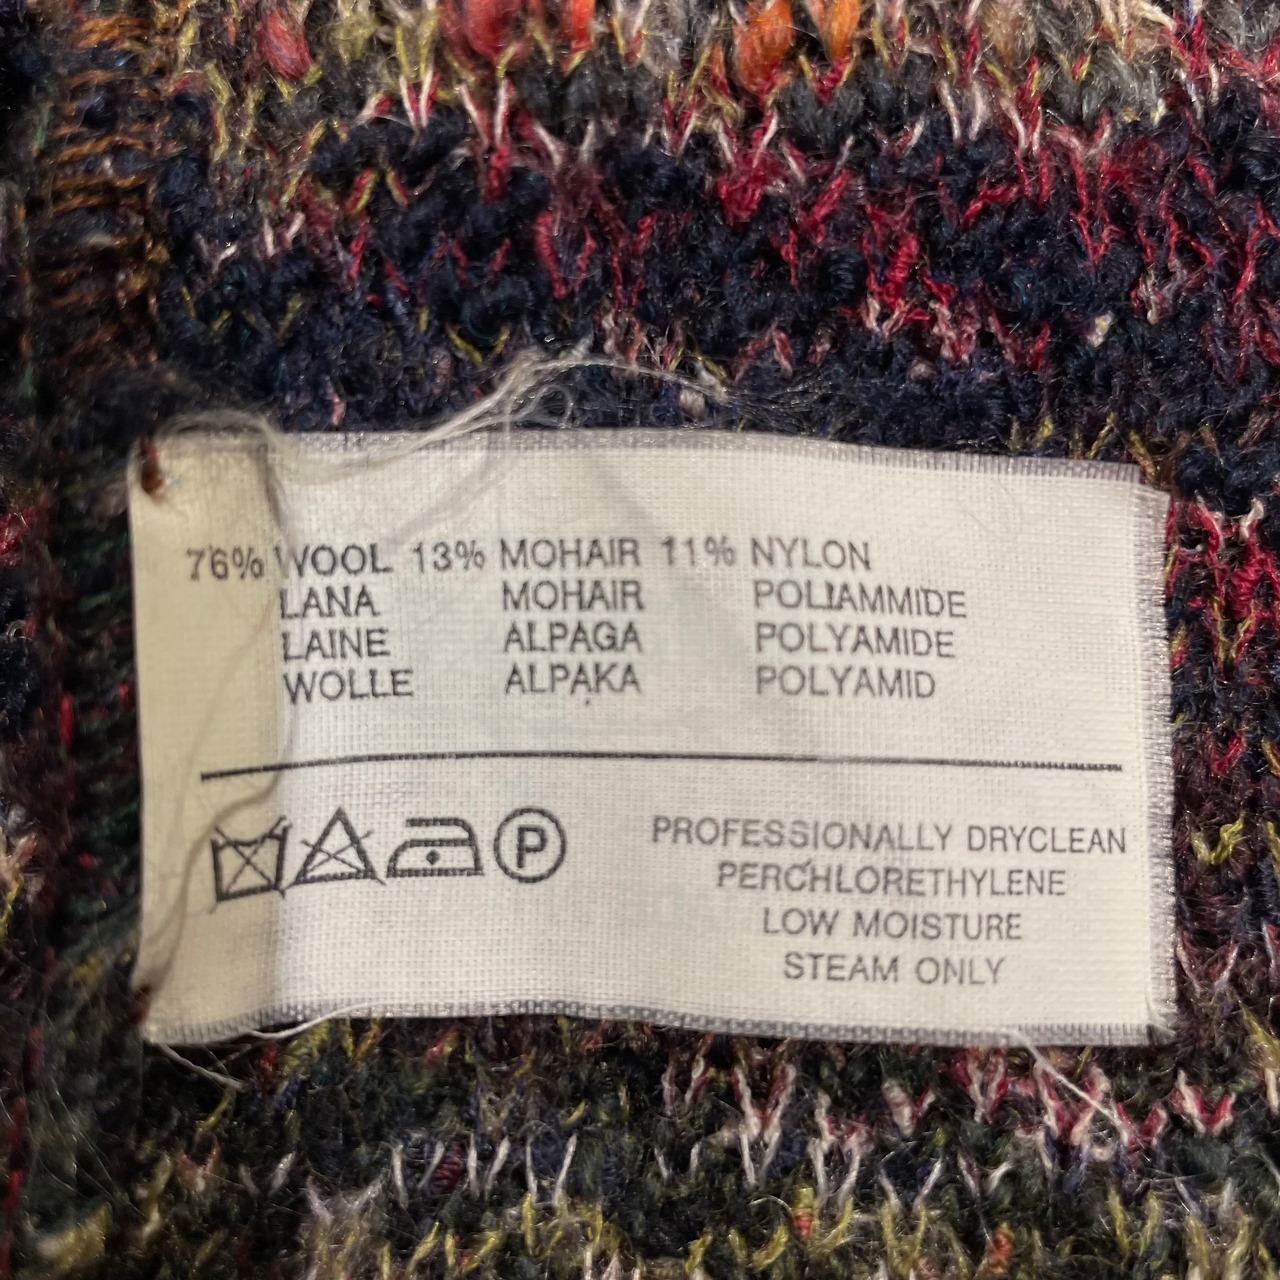 76% WOOL 13% MOHAIR 11% NYLON
LANA MOHAIR POLIAMMIDE
LAINE ALPAGA POLYAMIDE
WOLLE ALPAKA POLYAMID
P
PROFESSIONALLY DRYCLEAN
PERCHLORETHYLENE
LOW MOISTURE
STEAM ONLY